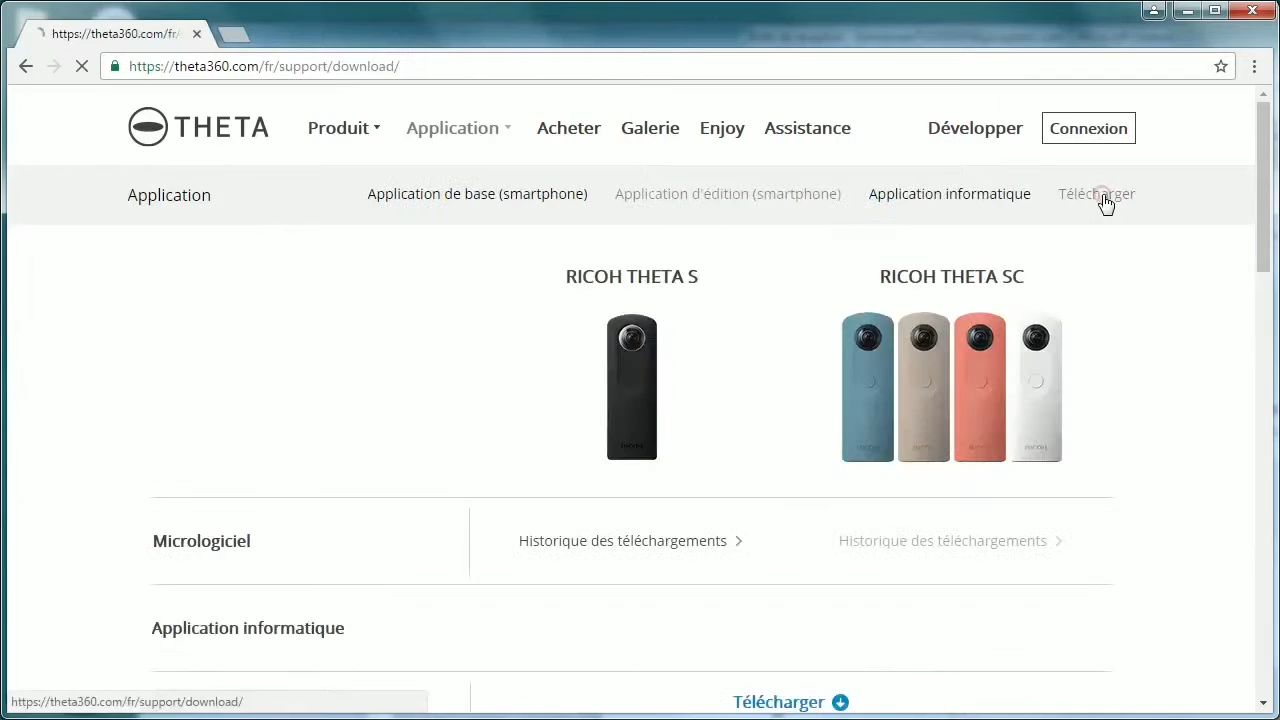 https://theta360.com/fr/
https://theta360.com/fr/support/download/
THETA
Produit
Application
Acheter
Galerie
Enjoy
Assistance
Développer
Connexion
Application
Application de base (smartphone)
Application d'édition (smartphone)
Application informatique
Télécharger
RICOH THETA S
RICOH THETA SC
Micrologiciel
Historique des téléchargements
Historique des téléchargements
Application informatique
Télécharger
https://theta360.com/fr/support/download/